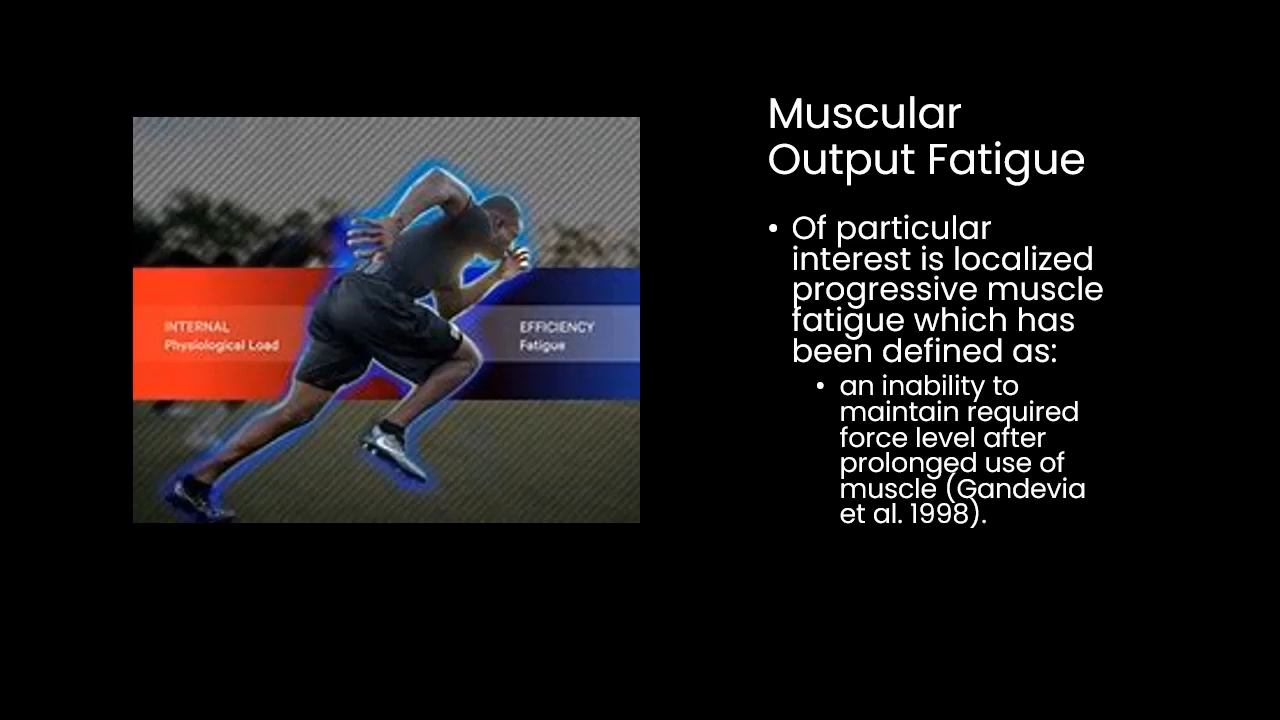 INTERNAL
Physiological Load
EFFICIENCY
Fatigue
Muscular
Output Fatigue
• Of particular
interest is localized
progressive muscle
fatigue which has
been defined as:
• an inability to
maintain required
force level after
prolonged use of
muscle (Gandevia
et al. 1998).